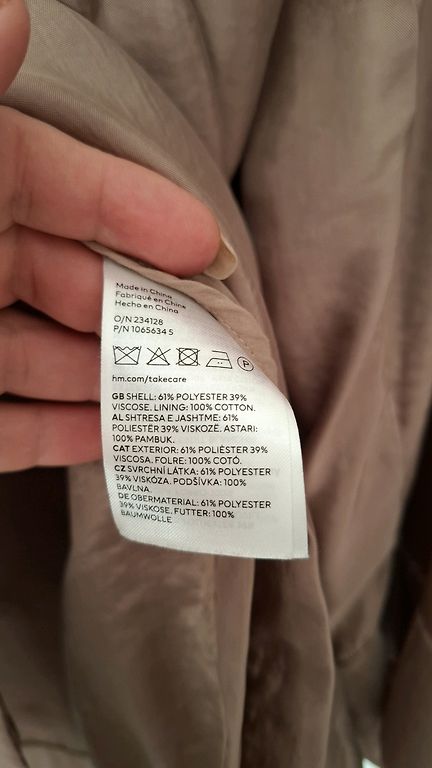 Made in China
Fabriqué en Chine
Hecho en China
O/N 234128
P/N 1065634 5
P
hm.com/takecare
GB SHELL: 61% POLYESTER 39%
VISCOSE. LINING: 100% COTTON.
AL SHTRESA E JASHTME: 61%
POLIESTËR 39% VISKOZË. ASTARI:
100% PAMBUK.
CAT EXTERIOR: 61% POLIÈSTER 39%
VISCOSA. FOLRE: 100% COTÓ.
CZ SVRCHNÍ LÁTKA: 61% POLYESTER
39% VISKÓZA. PODŠÍVKA: 100%
BAVLNA
DE OBERMATERIAL: 61% POLYESTER
39% VISKOSE. FUTTER: 100%
BAUMWOLLE